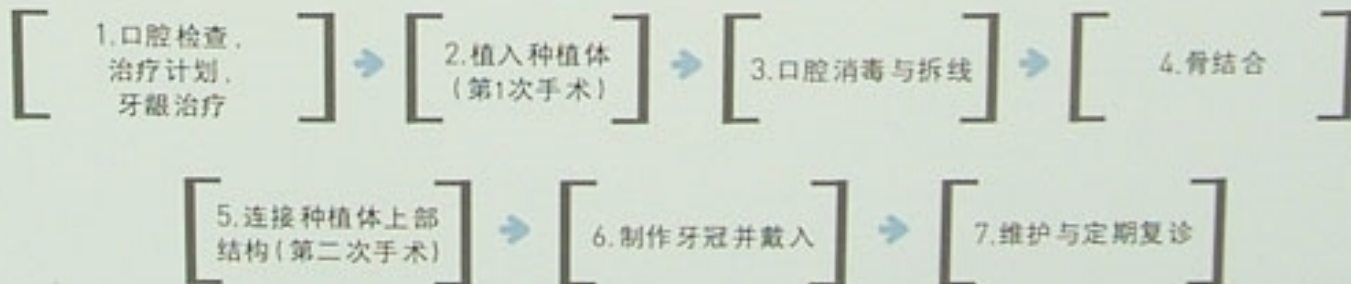 1.口腔检查、
治疗计划、
牙龈治疗
2.植入种植体
(第1次手术)
3.口腔消毒与拆线
4.骨结合
5.连接种植体上部
结构(第二次手术)
6.制作牙冠并戴入
7.维护与定期复诊